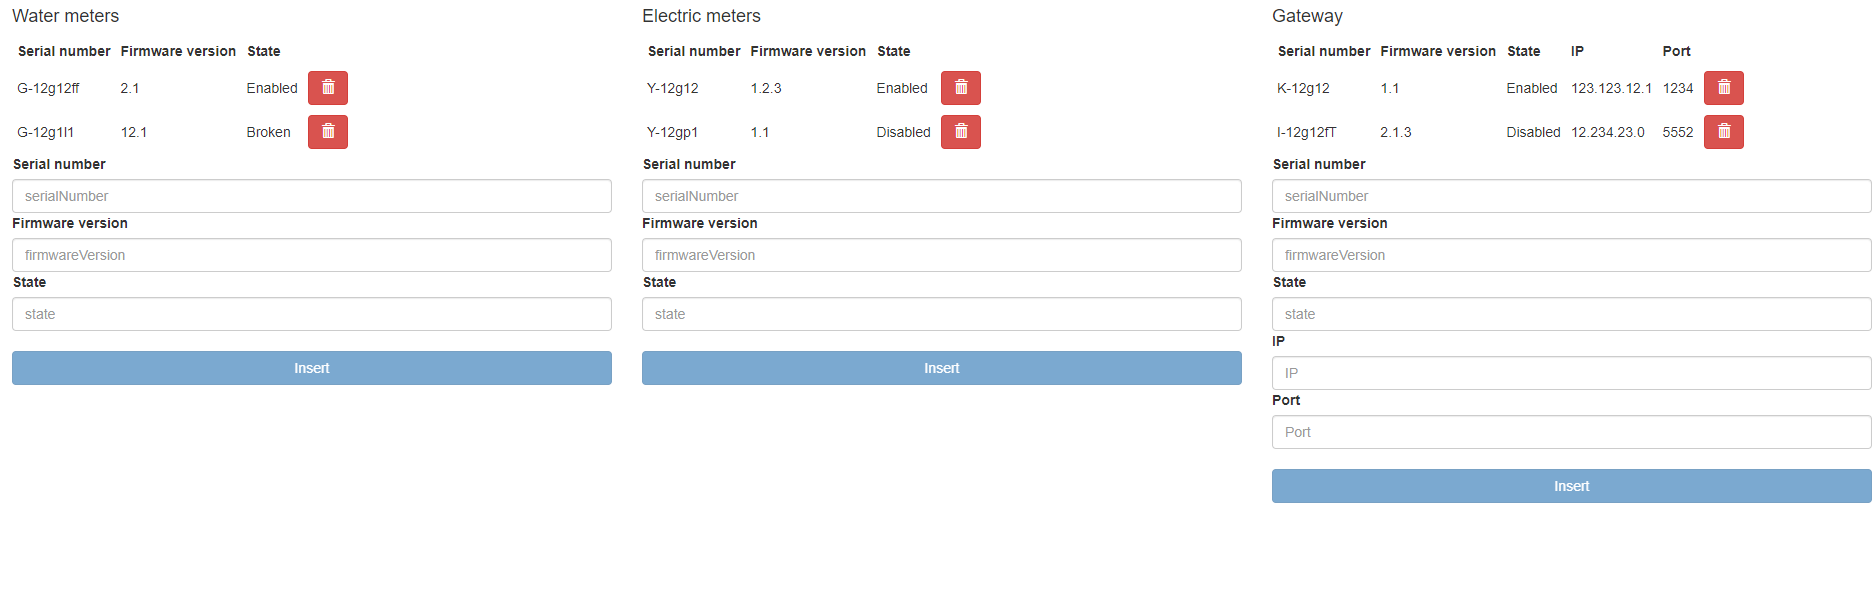 Water meters
Serial number Firmware version State
G-12g12ff 2.1 Enabled
G-12g1l1 12.1 Broken
Serial number
serialNumber
Firmware version
firmwareVersion
State
state
Insert
Electric meters
Serial number Firmware version State
Y-12g12 1.2.3 Enabled
Y-12gp1 1.1 Disabled
Serial number
serialNumber
Firmware version
firmwareVersion
State
state
Insert
Gateway
Serial number Firmware version State IP Port
K-12g12 1.1 Enabled 123.123.12.1 1234
I-12g12fT 2.1.3 Disabled 12.234.23.0 5552
Serial number
serialNumber
Firmware version
firmwareVersion
State
state
IP
IP
Port
Port
Insert